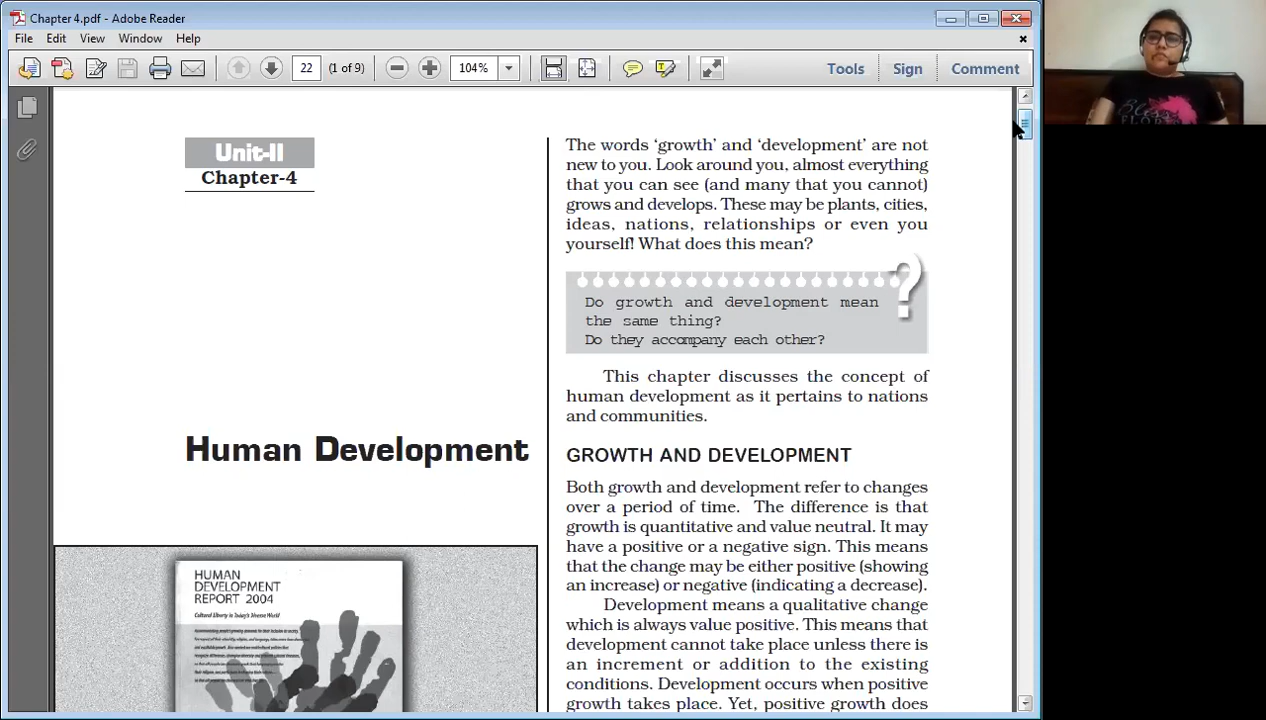 Chapter 4.pdf - Adobe Reader
File Edit View Window Help
22 (1 of 9) 104% Tools Sign Comment
Unit-II
Chapter-4
Human Development
HUMAN
DEVELOPMENT
REPORT 2004
Cultural Liberty in Today's Diverse World
The words ‘growth’ and ‘development’ are not
new to you. Look around you, almost everything
that you can see (and many that you cannot)
grows and develops. These may be plants, cities,
ideas, nations, relationships or even you
yourself! What does this mean?
?
Do growth and development mean
the same thing?
Do they accompany each other?
This chapter discusses the concept of
human development as it pertains to nations
and communities.
GROWTH AND DEVELOPMENT
Both growth and development refer to changes
over a period of time. The difference is that
growth is quantitative and value neutral. It may
have a positive or a negative sign. This means
that the change may be either positive (showing
an increase) or negative (indicating a decrease).
Development means a qualitative change
which is always value positive. This means that
development cannot take place unless there is
an increment or addition to the existing
conditions. Development occurs when positive
growth takes place. Yet, positive growth does